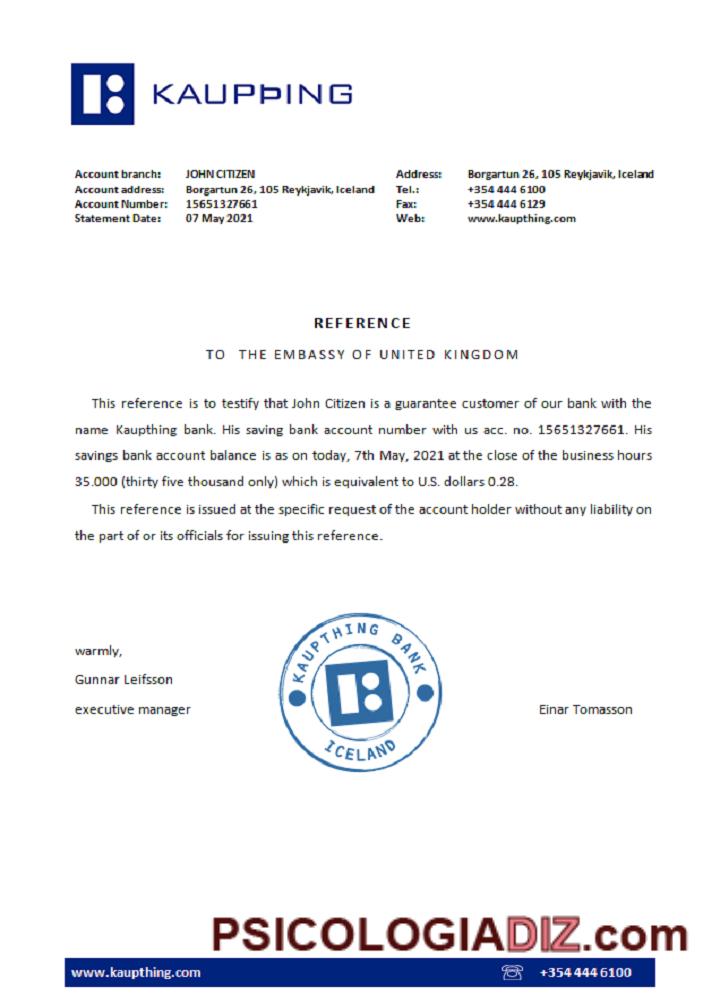 KAUPÞING
Account branch: JOHN CITIZEN
Account address: Borgartun 26, 105 Reykjavik, Iceland
Account Number: 15651327661
Statement Date: 07 May 2021
Address: Borgartun 26, 105 Reykjavik, Iceland
Tel.: +354 444 6100
Fax: +354 444 6129
Web: www.kaupthing.com
REFERENCE
TO THE EMBASSY OF UNITED KINGDOM
This reference is to testify that John Citizen is a guarantee customer of our bank with the
name Kaupthing bank. His saving bank account number with us acc. no. 15651327661. His
savings bank account balance is as on today, 7th May, 2021 at the close of the business hours
35.000 (thirty five thousand only) which is equivalent to U.S. dollars 0.28.
This reference is issued at the specific request of the account holder without any liability on
the part of or its officials for issuing this reference.
warmly,
Gunnar Leifsson
executive manager
KAUPTHING BANK
ICELAND
Einar Tomasson
PSICOLOGIADIZ.com
www.kaupthing.com ☏ +354 444 6100